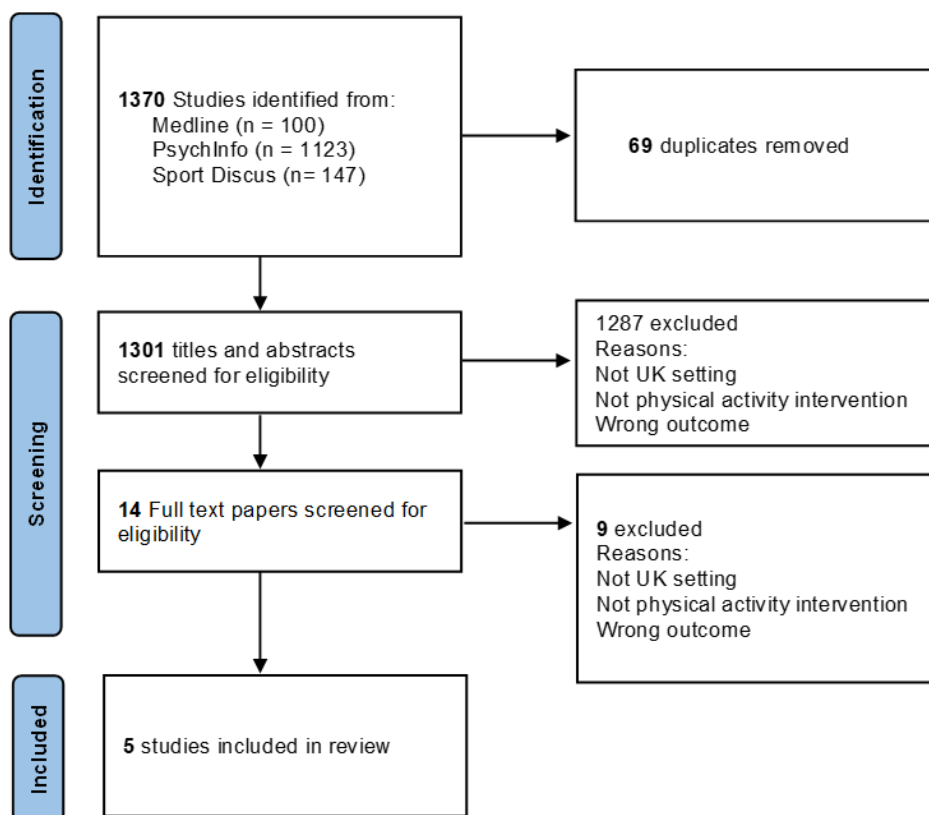 Identification
1370 Studies identified from:
Medline (n = 100)
PsychInfo (n = 1123)
Sport Discus (n= 147)
69 duplicates removed
Screening
1301 titles and abstracts
screened for eligibility
1287 excluded
Reasons:
Not UK setting
Not physical activity intervention
Wrong outcome
14 Full text papers screened for
eligibility
9 excluded
Reasons:
Not UK setting
Not physical activity intervention
Wrong outcome
Included
5 studies included in review